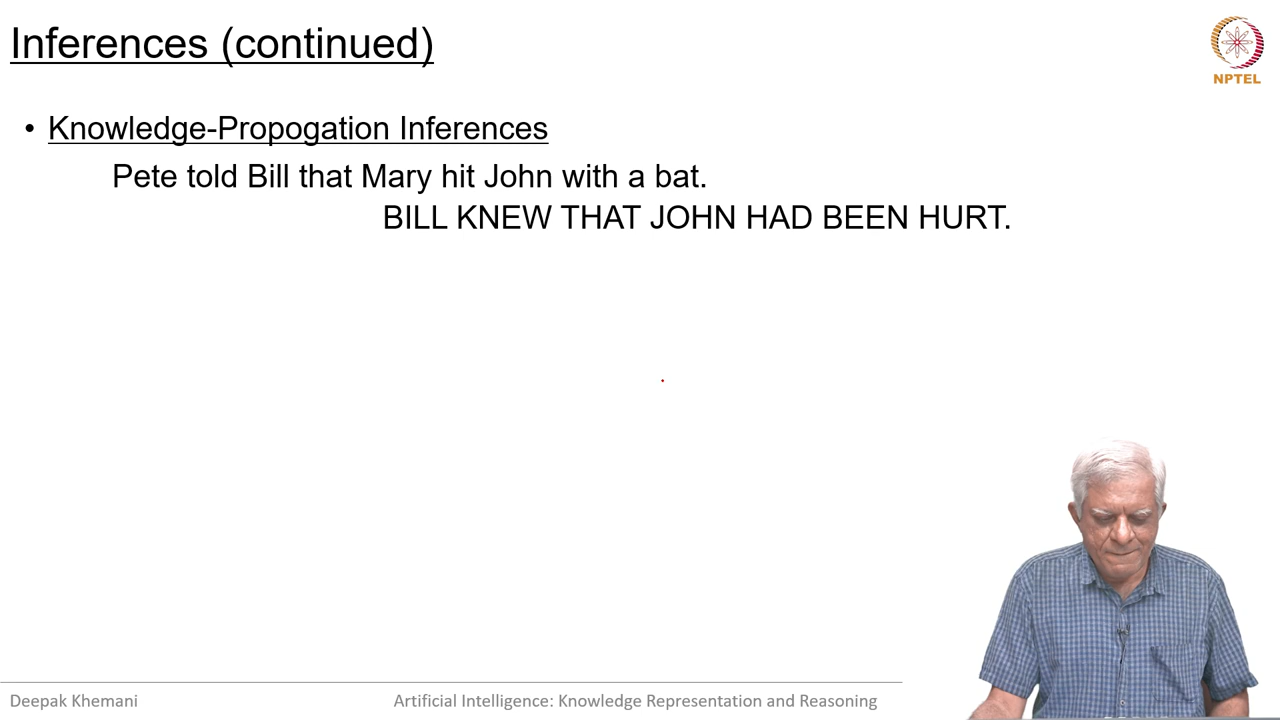 Inferences (continued)
NPTEL
• Knowledge-Propogation Inferences
Pete told Bill that Mary hit John with a bat.
BILL KNEW THAT JOHN HAD BEEN HURT.
Deepak Khemani
Artificial Intelligence: Knowledge Representation and Reasoning